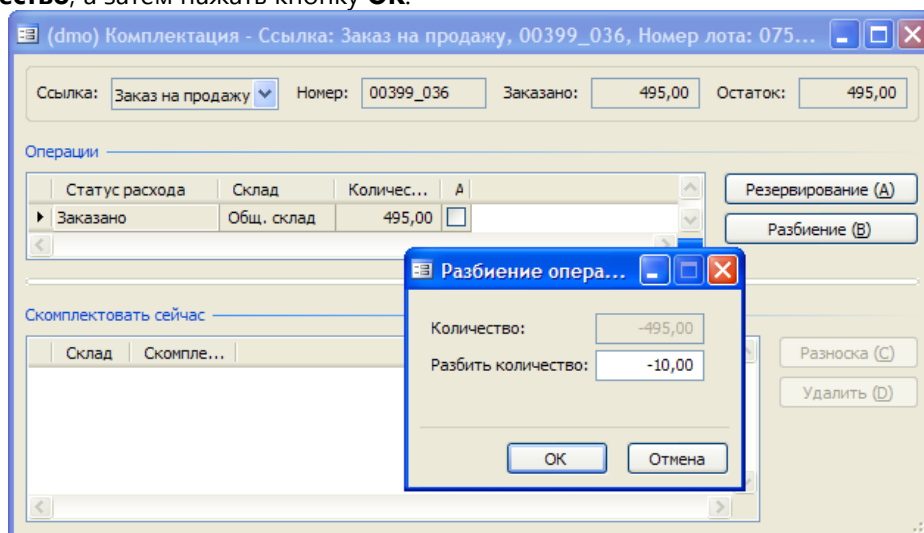 ство, а затем нажать кнопку ОК.
(dmo) Комплектация - Ссылка: Заказ на продажу, 00399_036, Номер лота: 075...
Ссылка: Заказ на продажу Номер: 00399_036 Заказано: 495,00 Остаток: 495,00
Операции
Статус расхода Склад Количес... А
Заказано Общ. склад 495,00
Резервирование (A)
Разбиение (B)
Разбиение опера...
Количество: -495,00
Разбить количество: -10,00
ОК Отмена
Скомплектовать сейчас
Склад Скомпле...
Разноска (C)
Удалить (D)